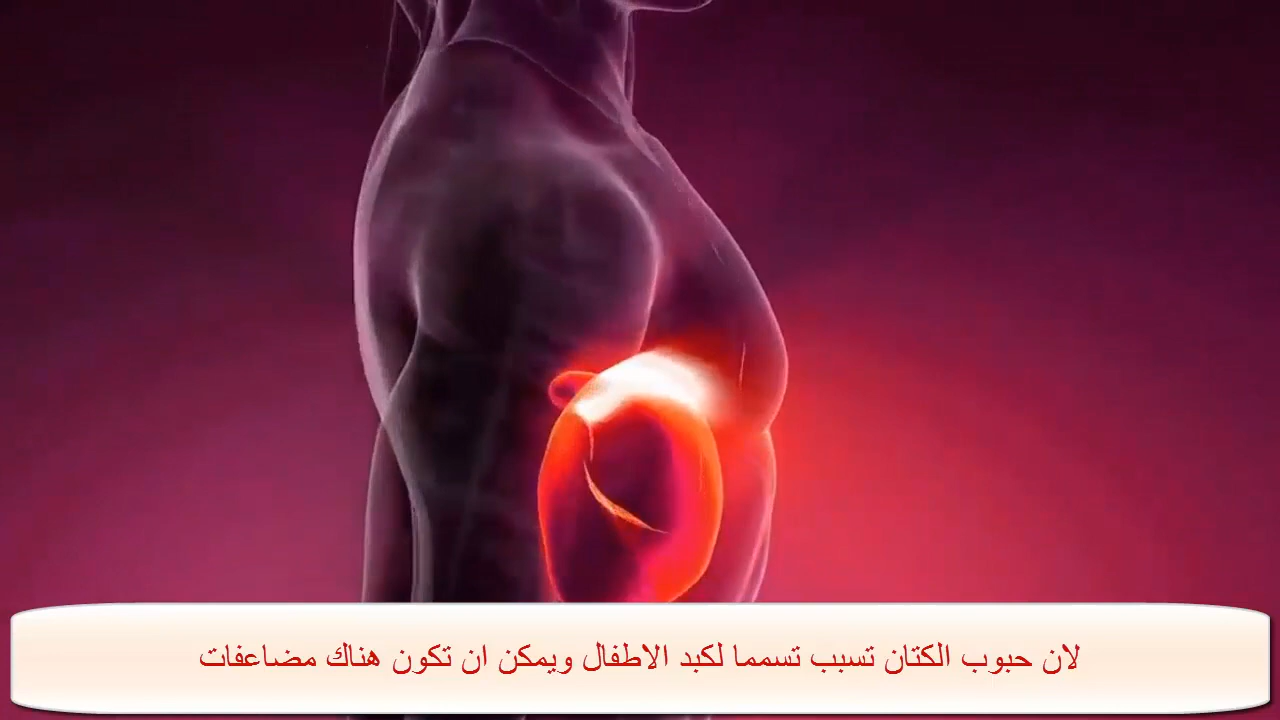 لان حبوب الكتان تسبب تسمما لكبد الاطفال ويمكن ان تكون هناك مضاعفات